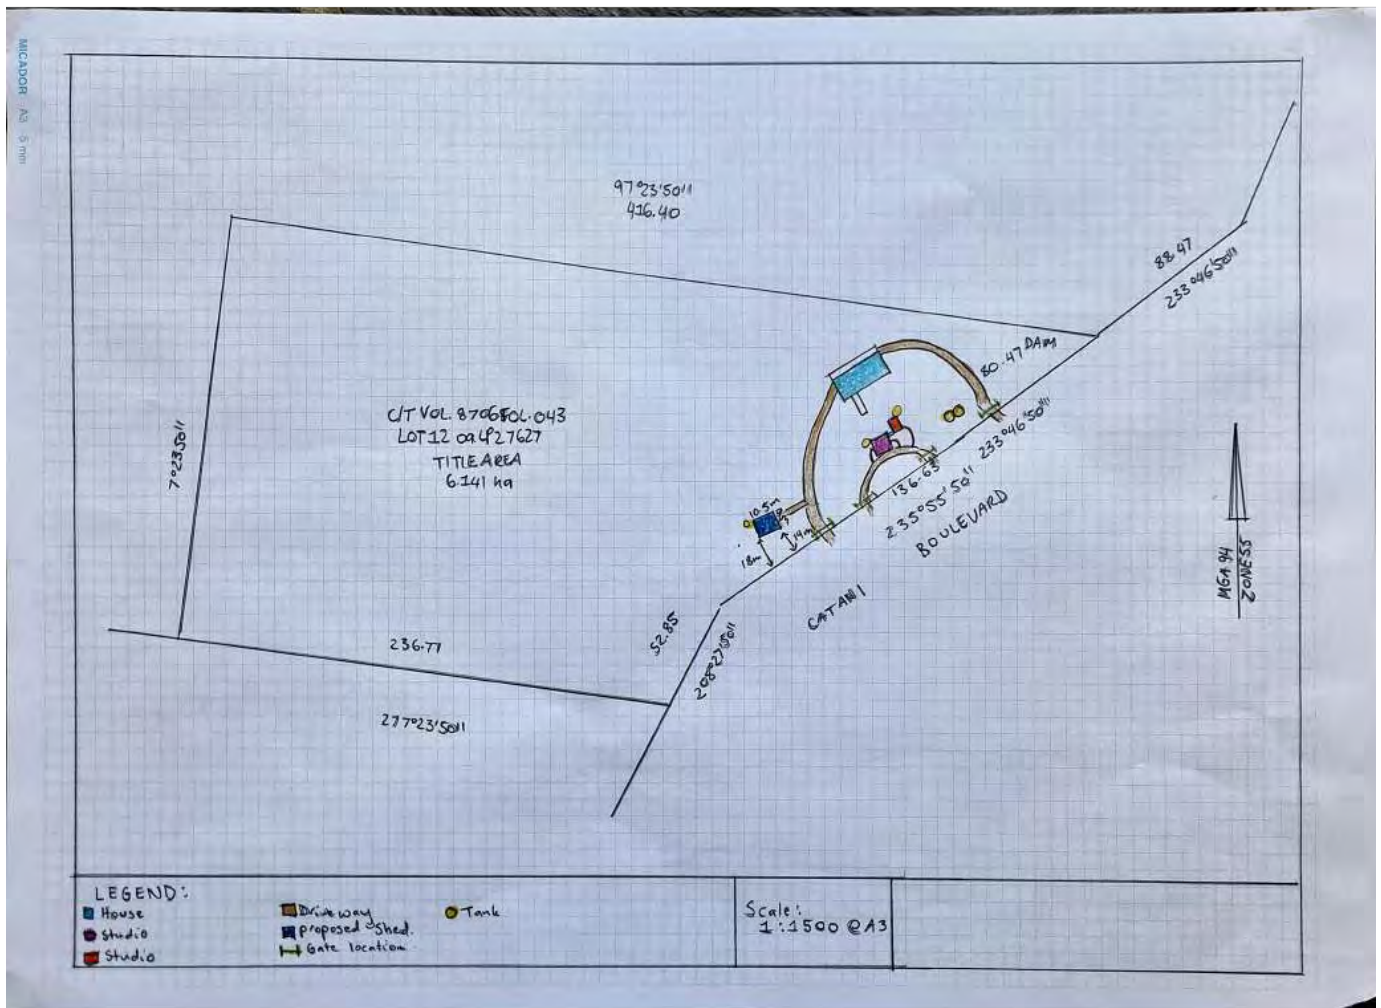 MICADOR A3 5 mm
97°23'50"
416.40
88.47
233°46'50"
80.47
233°46'50"
C/T VOL. 8706 FOL. 043
LOT 12
TITLE AREA
6.141 ha
7°23'50"
10.5m
14m
18m
136.63
235°55'50"
CATANI BOULEVARD
MGA 94
ZONE 55
52.85
208°27'50"
236.77
277°23'50"
LEGEND:
House
Studio
Studio
Driveway
proposed Shed.
Gate location
Tank
Scale:
1:1500 @A3